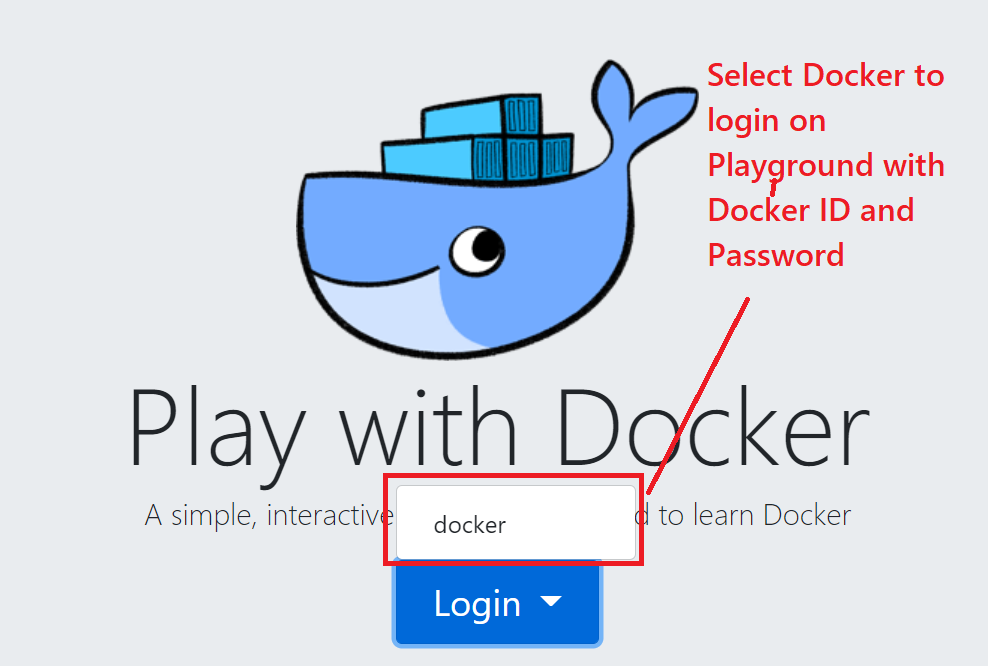 Select Docker to
login on
Playground with
Docker ID and
Password
Play with Docker
A simple, interactive d to learn Docker
docker
Login